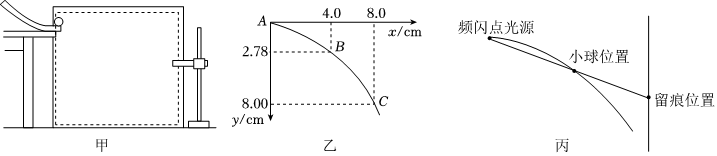 甲
A
4.0
8.0
x/cm
2.78
B
8.00
C
y/cm
乙
频闪点光源
小球位置
留痕位置
丙